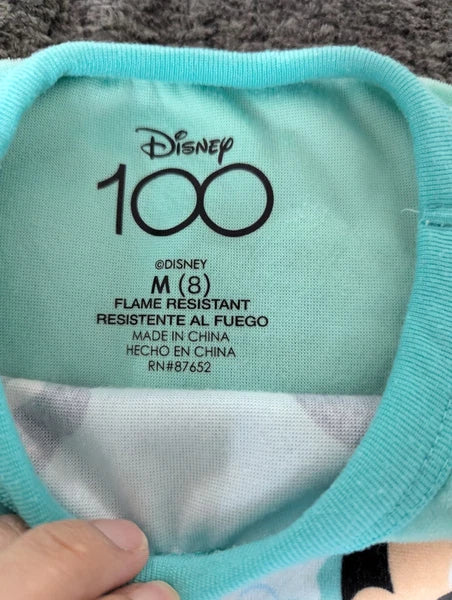 Disney
100
©DISNEY
M (8)
FLAME RESISTANT
RESISTENTE AL FUEGO
MADE IN CHINA
HECHO EN CHINA
RN#87652